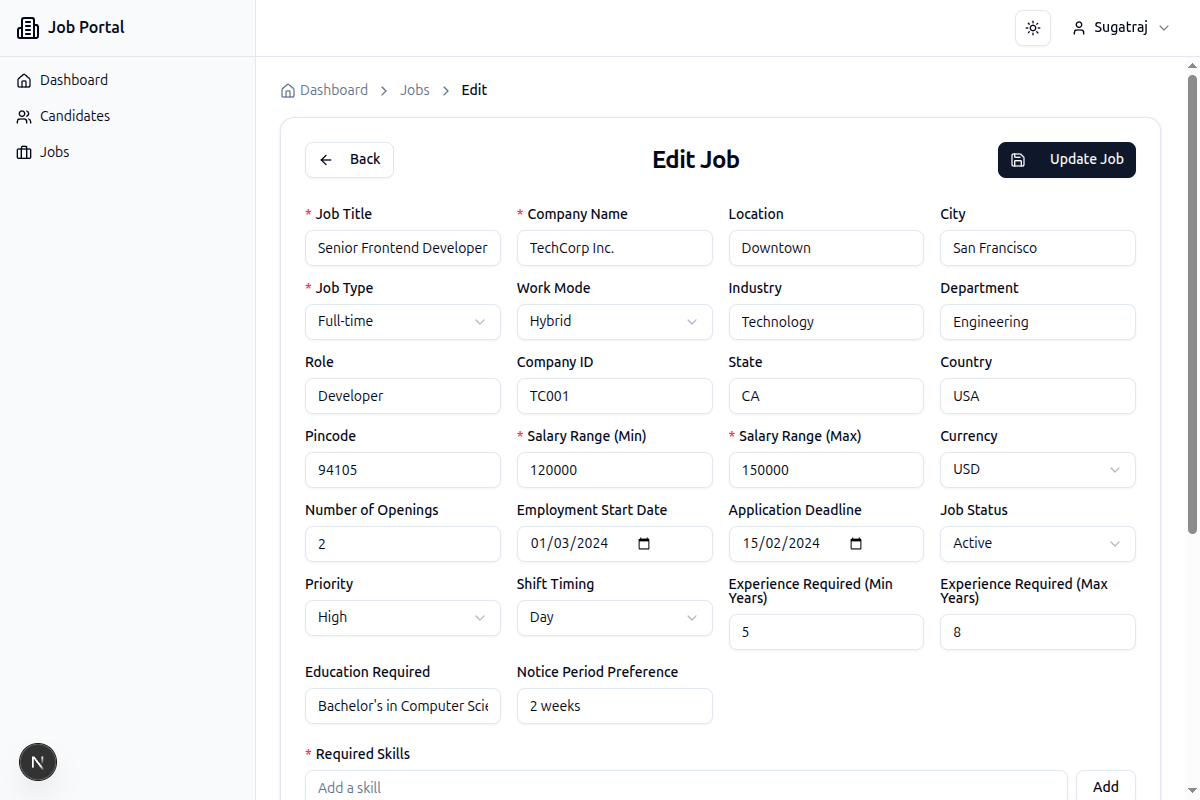 Job Portal
Sugatraj
Dashboard
Candidates
Jobs
Dashboard > Jobs > Edit
Back
Edit Job
Update Job
* Job Title
* Company Name
Location
City
Senior Frontend Developer
TechCorp Inc.
Downtown
San Francisco
* Job Type
Work Mode
Industry
Department
Full-time
Hybrid
Technology
Engineering
Role
Company ID
State
Country
Developer
TC001
CA
USA
Pincode
* Salary Range (Min)
* Salary Range (Max)
Currency
94105
120000
150000
USD
Number of Openings
Employment Start Date
Application Deadline
Job Status
2
01/03/2024
15/02/2024
Active
Priority
Shift Timing
Experience Required (Min
Years)
Experience Required (Max
Years)
High
Day
5
8
Education Required
Notice Period Preference
Bachelor's in Computer Scie
2 weeks
* Required Skills
Add a skill
Add
N